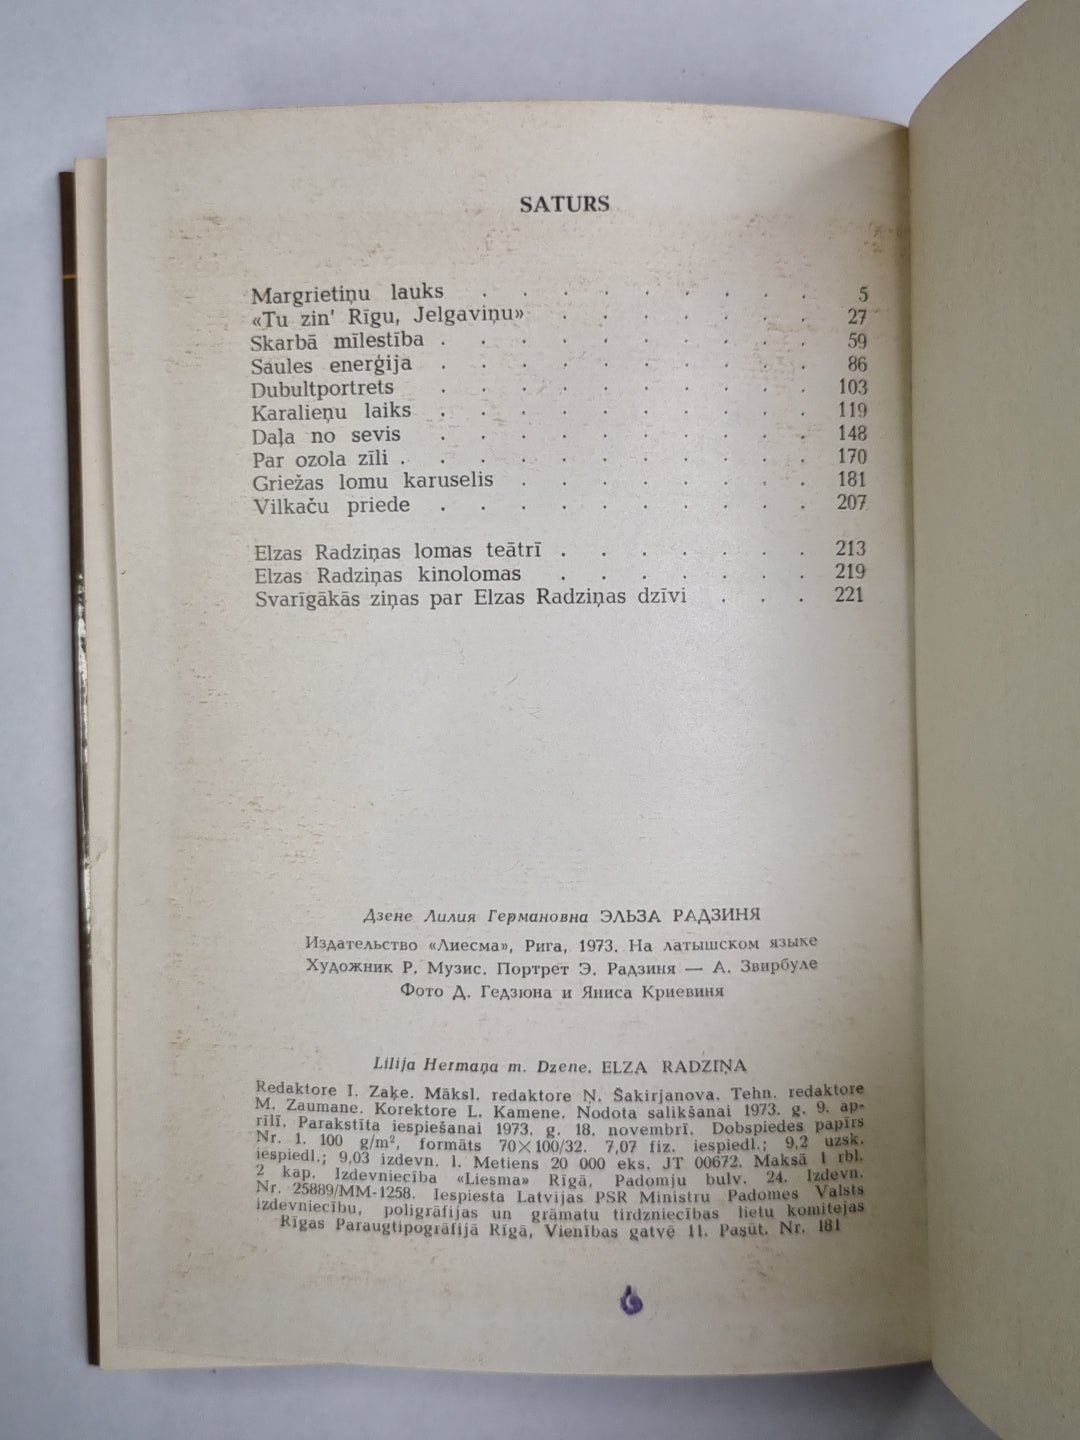 SATURS
Margrietiņu lauks . . . . . . . . . 5
«Tu zin' Rīgu, Jelgaviņu» . . . . . . . 27
Skarbā mīlestība . . . . . . . . . . 59
Saules enerģija . . . . . . . . . . 86
Dubultportrets . . . . . . . . . . 103
Karalieņu laiks . . . . . . . . . . 119
Daļa no sevis . . . . . . . . . . 148
Par ozola zīli . . . . . . . . . . . 170
Griežas lomu karuselis . . . . . . . . 181
Vilkaču priede . . . . . . . . . . 207
Elzas Radziņas lomas teātrī . . . . . . . 213
Elzas Radziņas kinolomas . . . . . . . 219
Svarīgākās ziņas par Elzas Radziņas dzīvi . . . 221
Дзене Лилия Германовна ЭЛЬЗА РАДЗИНЯ
Издательство «Лиесма», Рига, 1973. На латышском языке
Художник Р. Музис. Портрет Э. Радзиня — А. Звирбуле
Фото Д. Гедзюна и Яниса Криевиня
Lilija Hermaņa m. Dzene. ELZA RADZIŅA
Redaktore I. Zaķe. Māksl. redaktore Ņ. Šakirjanova. Tehn. redaktore
M. Zaumane. Korektore L. Kamene. Nodota salikšanai 1973. g. 9. ap-
rīlī. Parakstīta iespiešanai 1973. g. 18. novembrī. Dobspiedes papīrs
Nr. 1. 100 g/m², formāts 70×100/32. 7,07 fiz. iespiedl.; 9,2 uzsk.
iespiedl.; 9,03 izdevn. l. Metiens 20 000 eks. JT 00672. Maksā 1 rbl.
2 kap. Izdevniecība «Liesma» Rīgā, Padomju bulv. 24. Izdevn.
Nr. 25889/MM-1258. Iespiesta Latvijas PSR Ministru Padomes Valsts
izdevniecību, poligrāfijas un grāmatu tirdzniecības lietu komitejas
Rīgas Paraugtipogrāfijā Rīgā, Vienības gatvē 11. Pasūt. Nr. 181